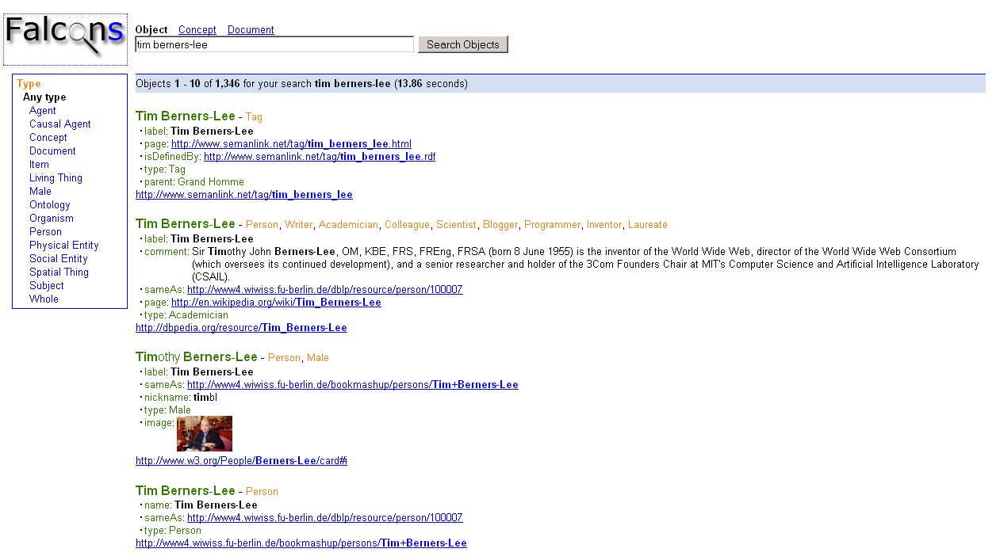 Falcons
Object Concept Document
tim berners-lee Search Objects
Type
Any type
Agent
Causal Agent
Concept
Document
Item
Living Thing
Male
Ontology
Organism
Person
Physical Entity
Social Entity
Spatial Thing
Subject
Whole
Objects 1 - 10 of 1,346 for your search tim berners-lee (13.86 seconds)
Tim Berners-Lee - Tag
· label: Tim Berners-Lee
· page: http://www.semanlink.net/tag/tim_berners_lee.html
· isDefinedBy: http://www.semanlink.net/tag/tim_berners_lee.rdf
· type: Tag
· parent: Grand Homme
http://www.semanlink.net/tag/tim_berners_lee
Tim Berners-Lee - Person, Writer, Academician, Colleague, Scientist, Blogger, Programmer, Inventor, Laureate
· label: Tim Berners-Lee
· comment: Sir Timothy John Berners-Lee, OM, KBE, FRS, FREng, FRSA (born 8 June 1955) is the inventor of the World Wide Web, director of the World Wide Web Consortium
(which oversees its continued development), and a senior researcher and holder of the 3Com Founders Chair at MIT's Computer Science and Artificial Intelligence Laboratory
(CSAIL).
· sameAs: http://www4.wiwiss.fu-berlin.de/dblp/resource/person/100007
· page: http://en.wikipedia.org/wiki/Tim_Berners-Lee
· type: Academician
http://dbpedia.org/resource/Tim_Berners-Lee
Timothy Berners-Lee - Person, Male
· label: Tim Berners-Lee
· sameAs: http://www4.wiwiss.fu-berlin.de/bookmashup/persons/Tim+Berners-Lee
· nickname: timbl
· type: Male
· image:
http://www.w3.org/People/Berners-Lee/card#i
Tim Berners-Lee - Person
· name: Tim Berners-Lee
· sameAs: http://www4.wiwiss.fu-berlin.de/dblp/resource/person/100007
· type: Person
http://www4.wiwiss.fu-berlin.de/bookmashup/persons/Tim+Berners-Lee